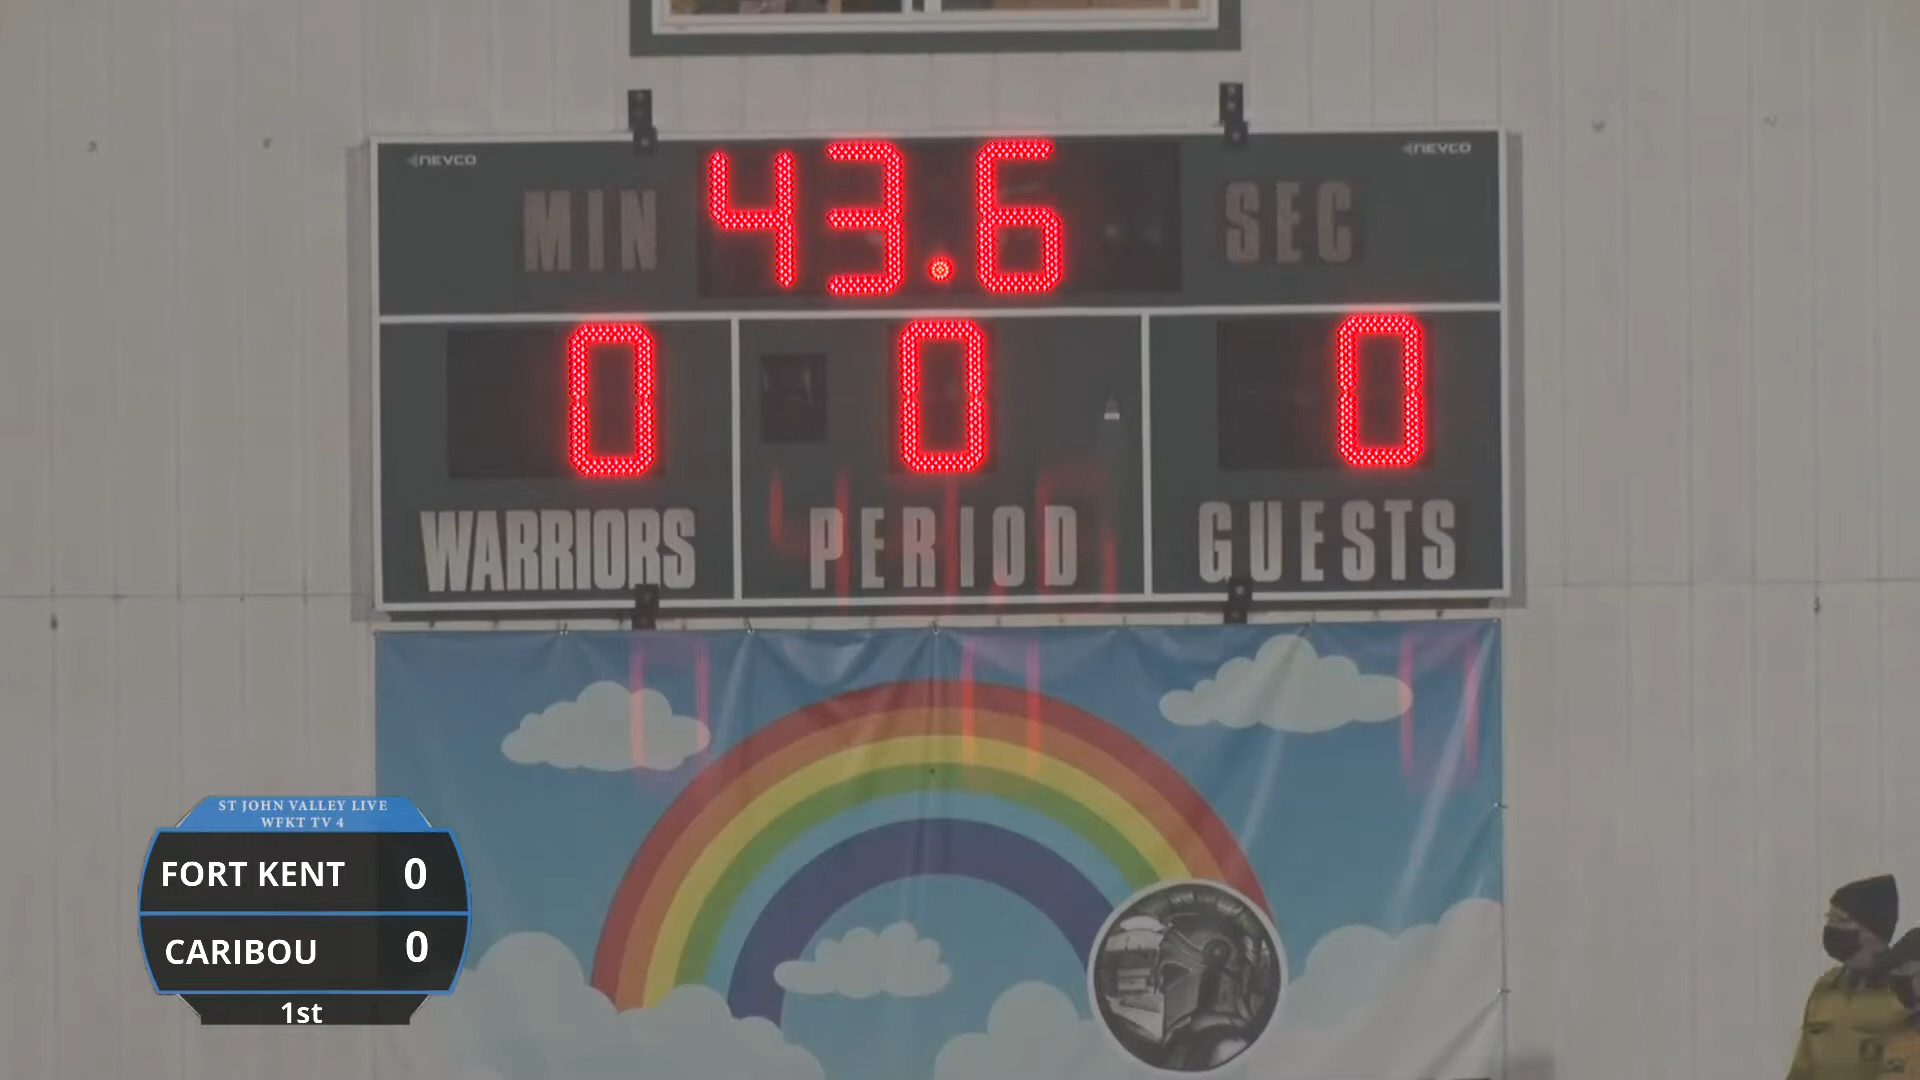 NEVCO
NEVCO
MIN
43.6
SEC
0
0
0
WARRIORS
PERIOD
GUESTS
ST JOHN VALLEY LIVE
WFKT TV 4
FORT KENT 0
CARIBOU 0
1st